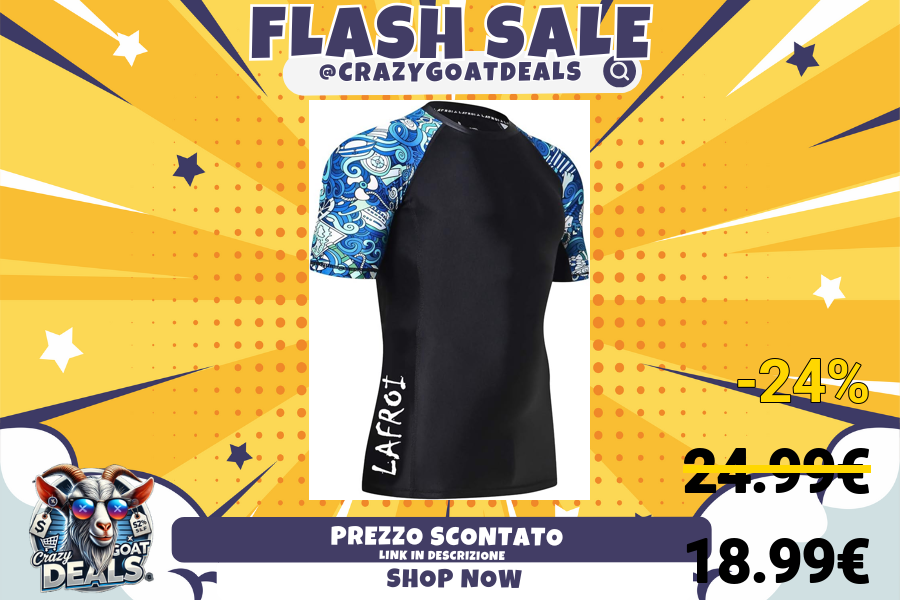 FLASH SALE
@CRAZYGOATDEALS
LAFROI
-24%
24.99€
PREZZO SCONTATO
LINK IN DESCRIZIONE
18.99€
SHOP NOW
$
52%
Crazy
GOAT
DEALS